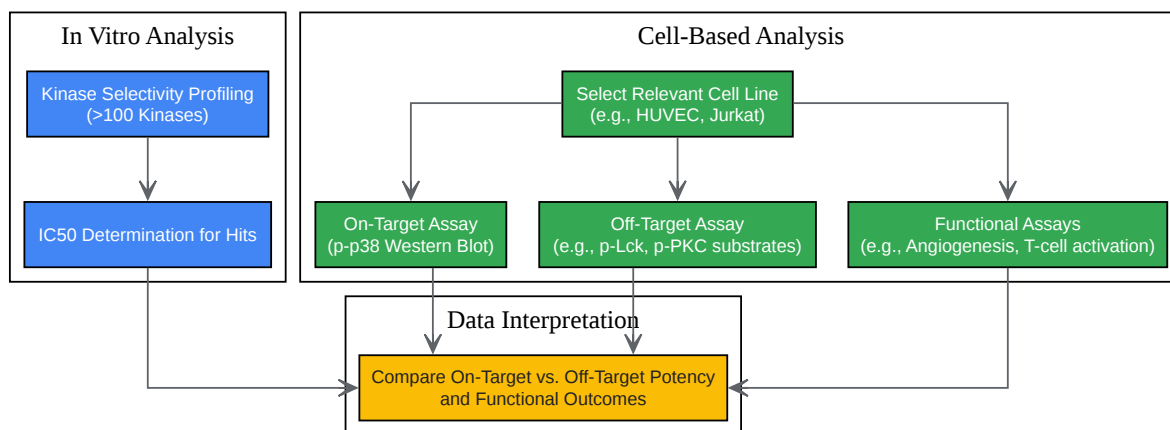 In Vitro Analysis
Kinase Selectivity Profiling
(>100 Kinases)
IC50 Determination for Hits
Cell-Based Analysis
Select Relevant Cell Line
(e.g., HUVEC, Jurkat)
On-Target Assay
(p-p38 Western Blot)
Off-Target Assay
(e.g., p-Lck, p-PKC substrates)
Functional Assays
(e.g., Angiogenesis, T-cell activation)
Data Interpretation
Compare On-Target vs. Off-Target Potency
and Functional Outcomes